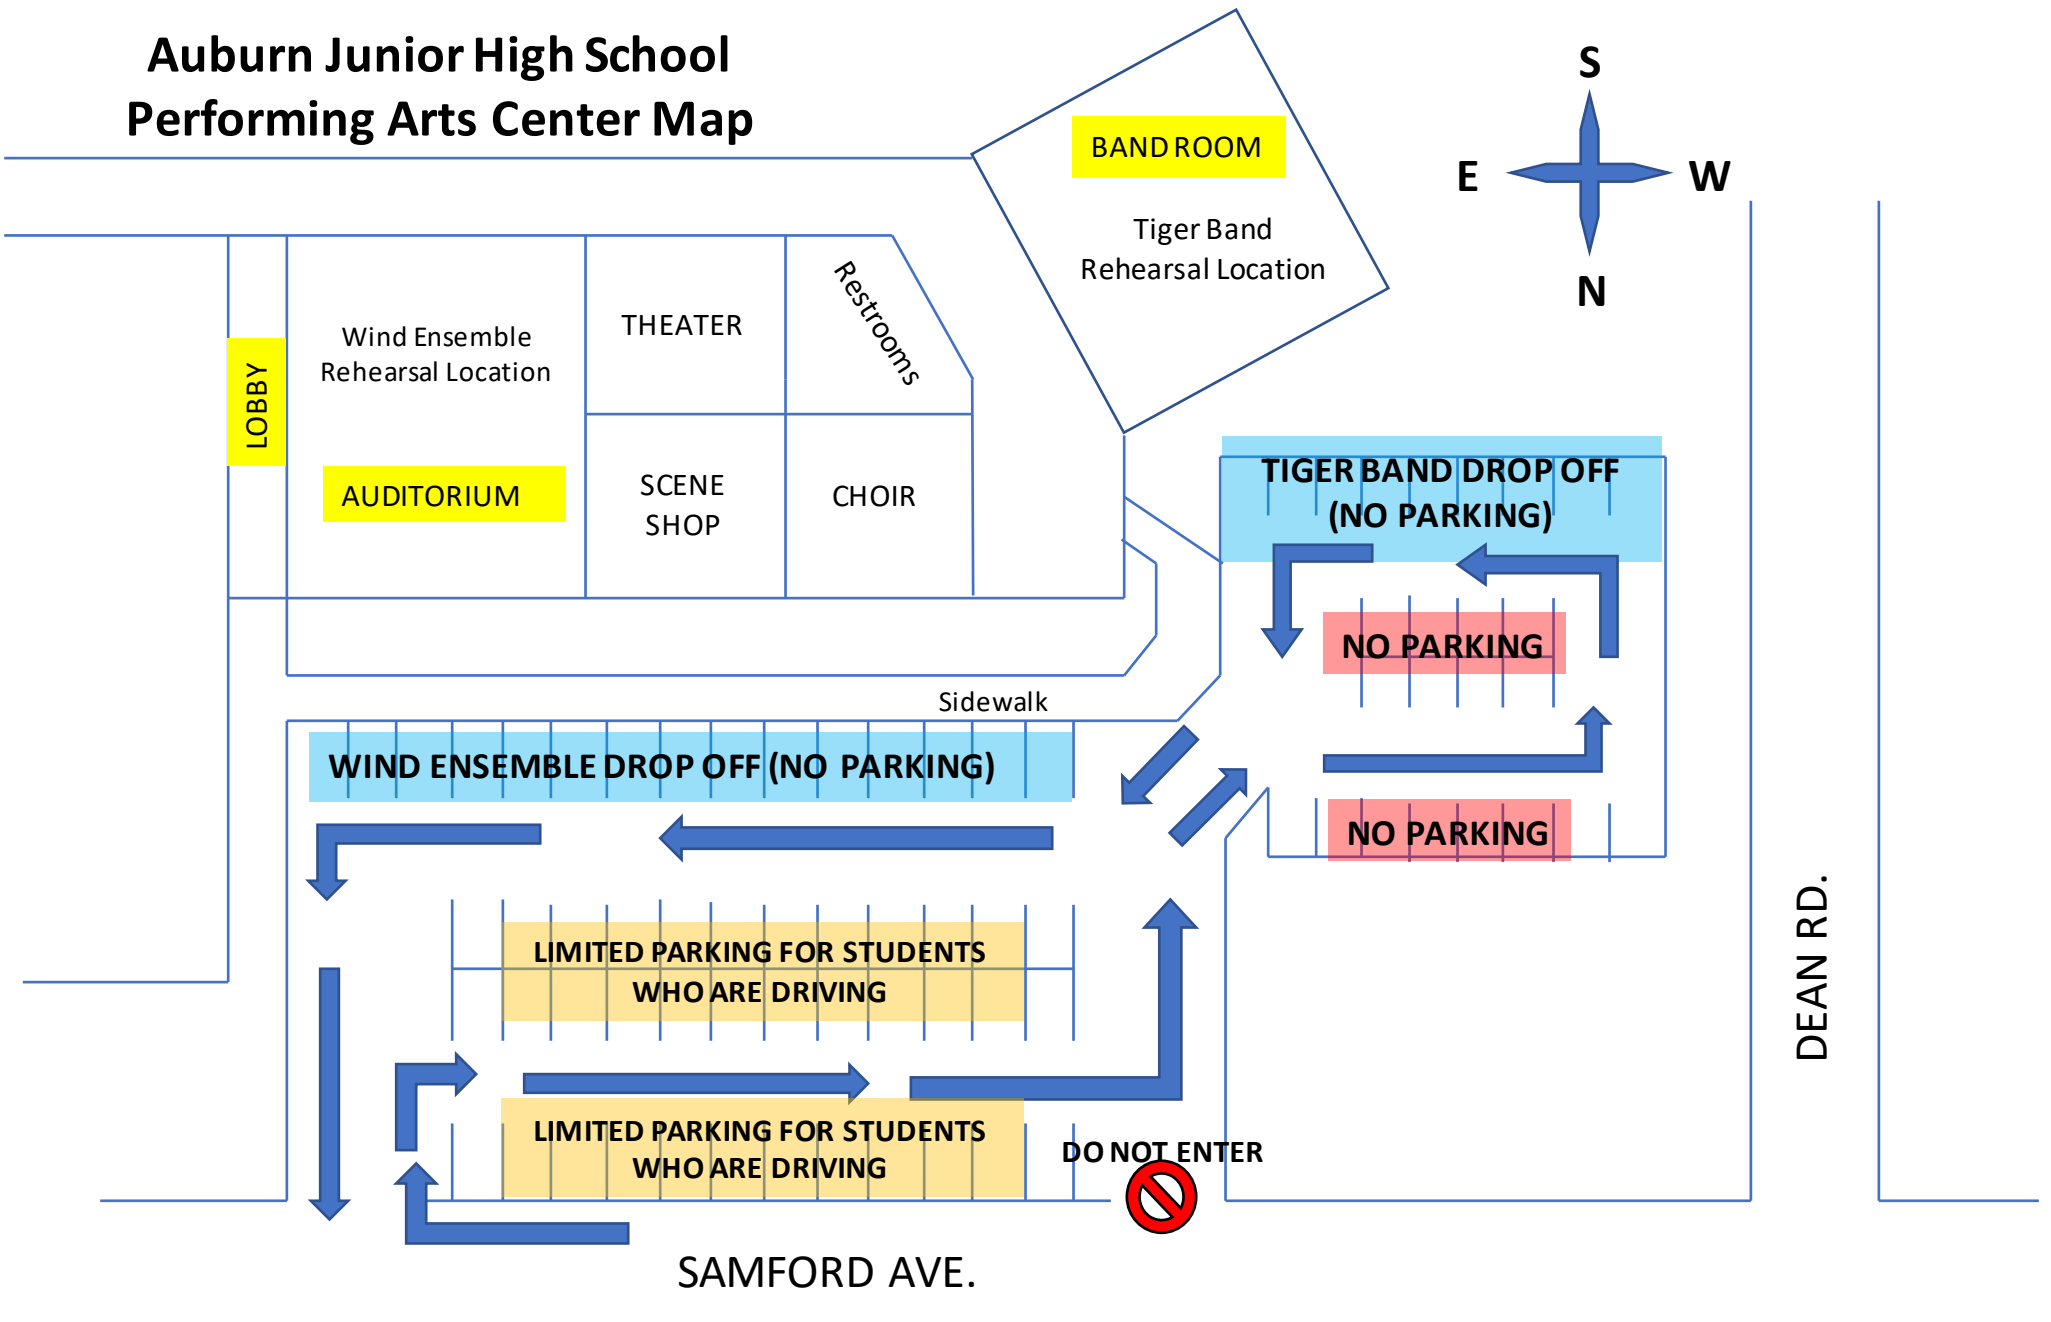 Auburn Junior High School
Performing Arts Center Map
S
E
W
N
BAND ROOM
Tiger Band
Rehearsal Location
LOBBY
Wind Ensemble
Rehearsal Location
AUDITORIUM
THEATER
Restrooms
SCENE
SHOP
CHOIR
TIGER BAND DROP OFF
(NO PARKING)
NO PARKING
Sidewalk
WIND ENSEMBLE DROP OFF (NO PARKING)
NO PARKING
LIMITED PARKING FOR STUDENTS
WHO ARE DRIVING
LIMITED PARKING FOR STUDENTS
WHO ARE DRIVING
DO NOT ENTER
DEAN RD.
SAMFORD AVE.